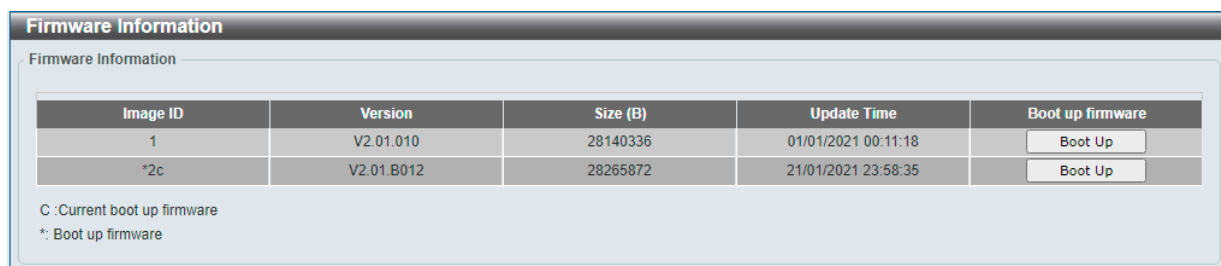 Firmware Information
Firmware Information
Image ID Version Size (B) Update Time Boot up firmware
1 V2.01.010 28140336 01/01/2021 00:11:18 Boot Up
*2c V2.01.B012 28265872 21/01/2021 23:58:35 Boot Up
C :Current boot up firmware
*: Boot up firmware